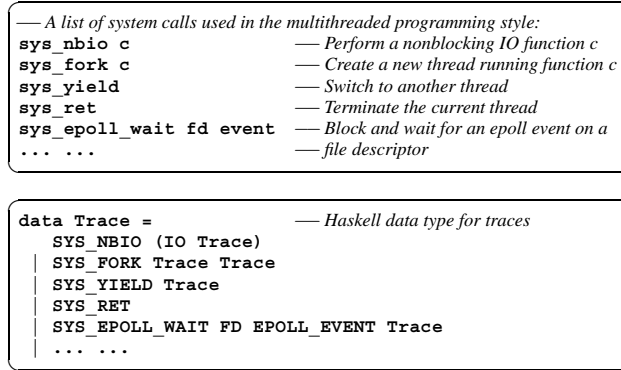 — A list of system calls used in the multithreaded programming style:
sys_nbio c — Perform a nonblocking IO function c
sys_fork c — Create a new thread running function c
sys_yield — Switch to another thread
sys_ret — Terminate the current thread
sys_epoll_wait fd event — Block and wait for an epoll event on a
... ... — file descriptor
data Trace = — Haskell data type for traces
SYS_NBIO (IO Trace)
| SYS_FORK Trace Trace
| SYS_YIELD Trace
| SYS_RET
| SYS_EPOLL_WAIT FD EPOLL_EVENT Trace
| ... ...